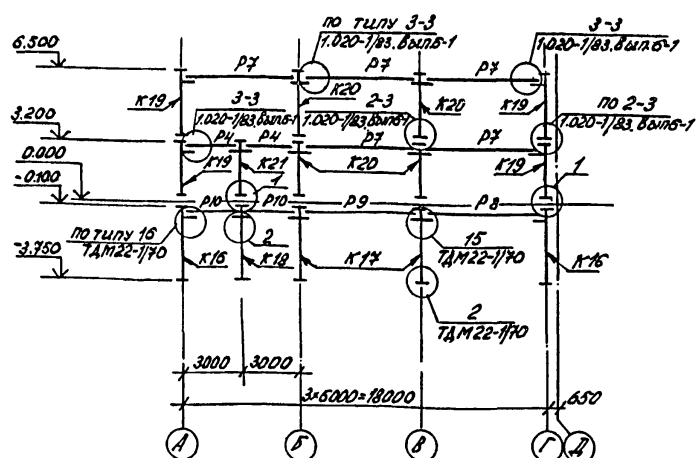 по типу 3-3
1.020-1/83. вып.6-1
3-3
1.020-1/83. вып.6-1
6.500
Р7
Р7
Р7
К19
К20
К20
К19
3-3
1.020-1/83. вып.6-1
2-3
1.020-1/83. вып.6-1
по 2-3
1.020-1/83. вып.6-1
3.200
Р4
Р4
Р7
Р7
0.000
К19
К21
К20
К19
1
1
-0.100
Р10
Р10
Р9
Р8
по типу 16
ТДМ22-1/70
2
15
ТДМ22-1/70
-3.750
К16
К18
К17
К16
2
ТДМ22-1/70
3000
3000
3×6000=18000
650
А
Б
В
Г
Д